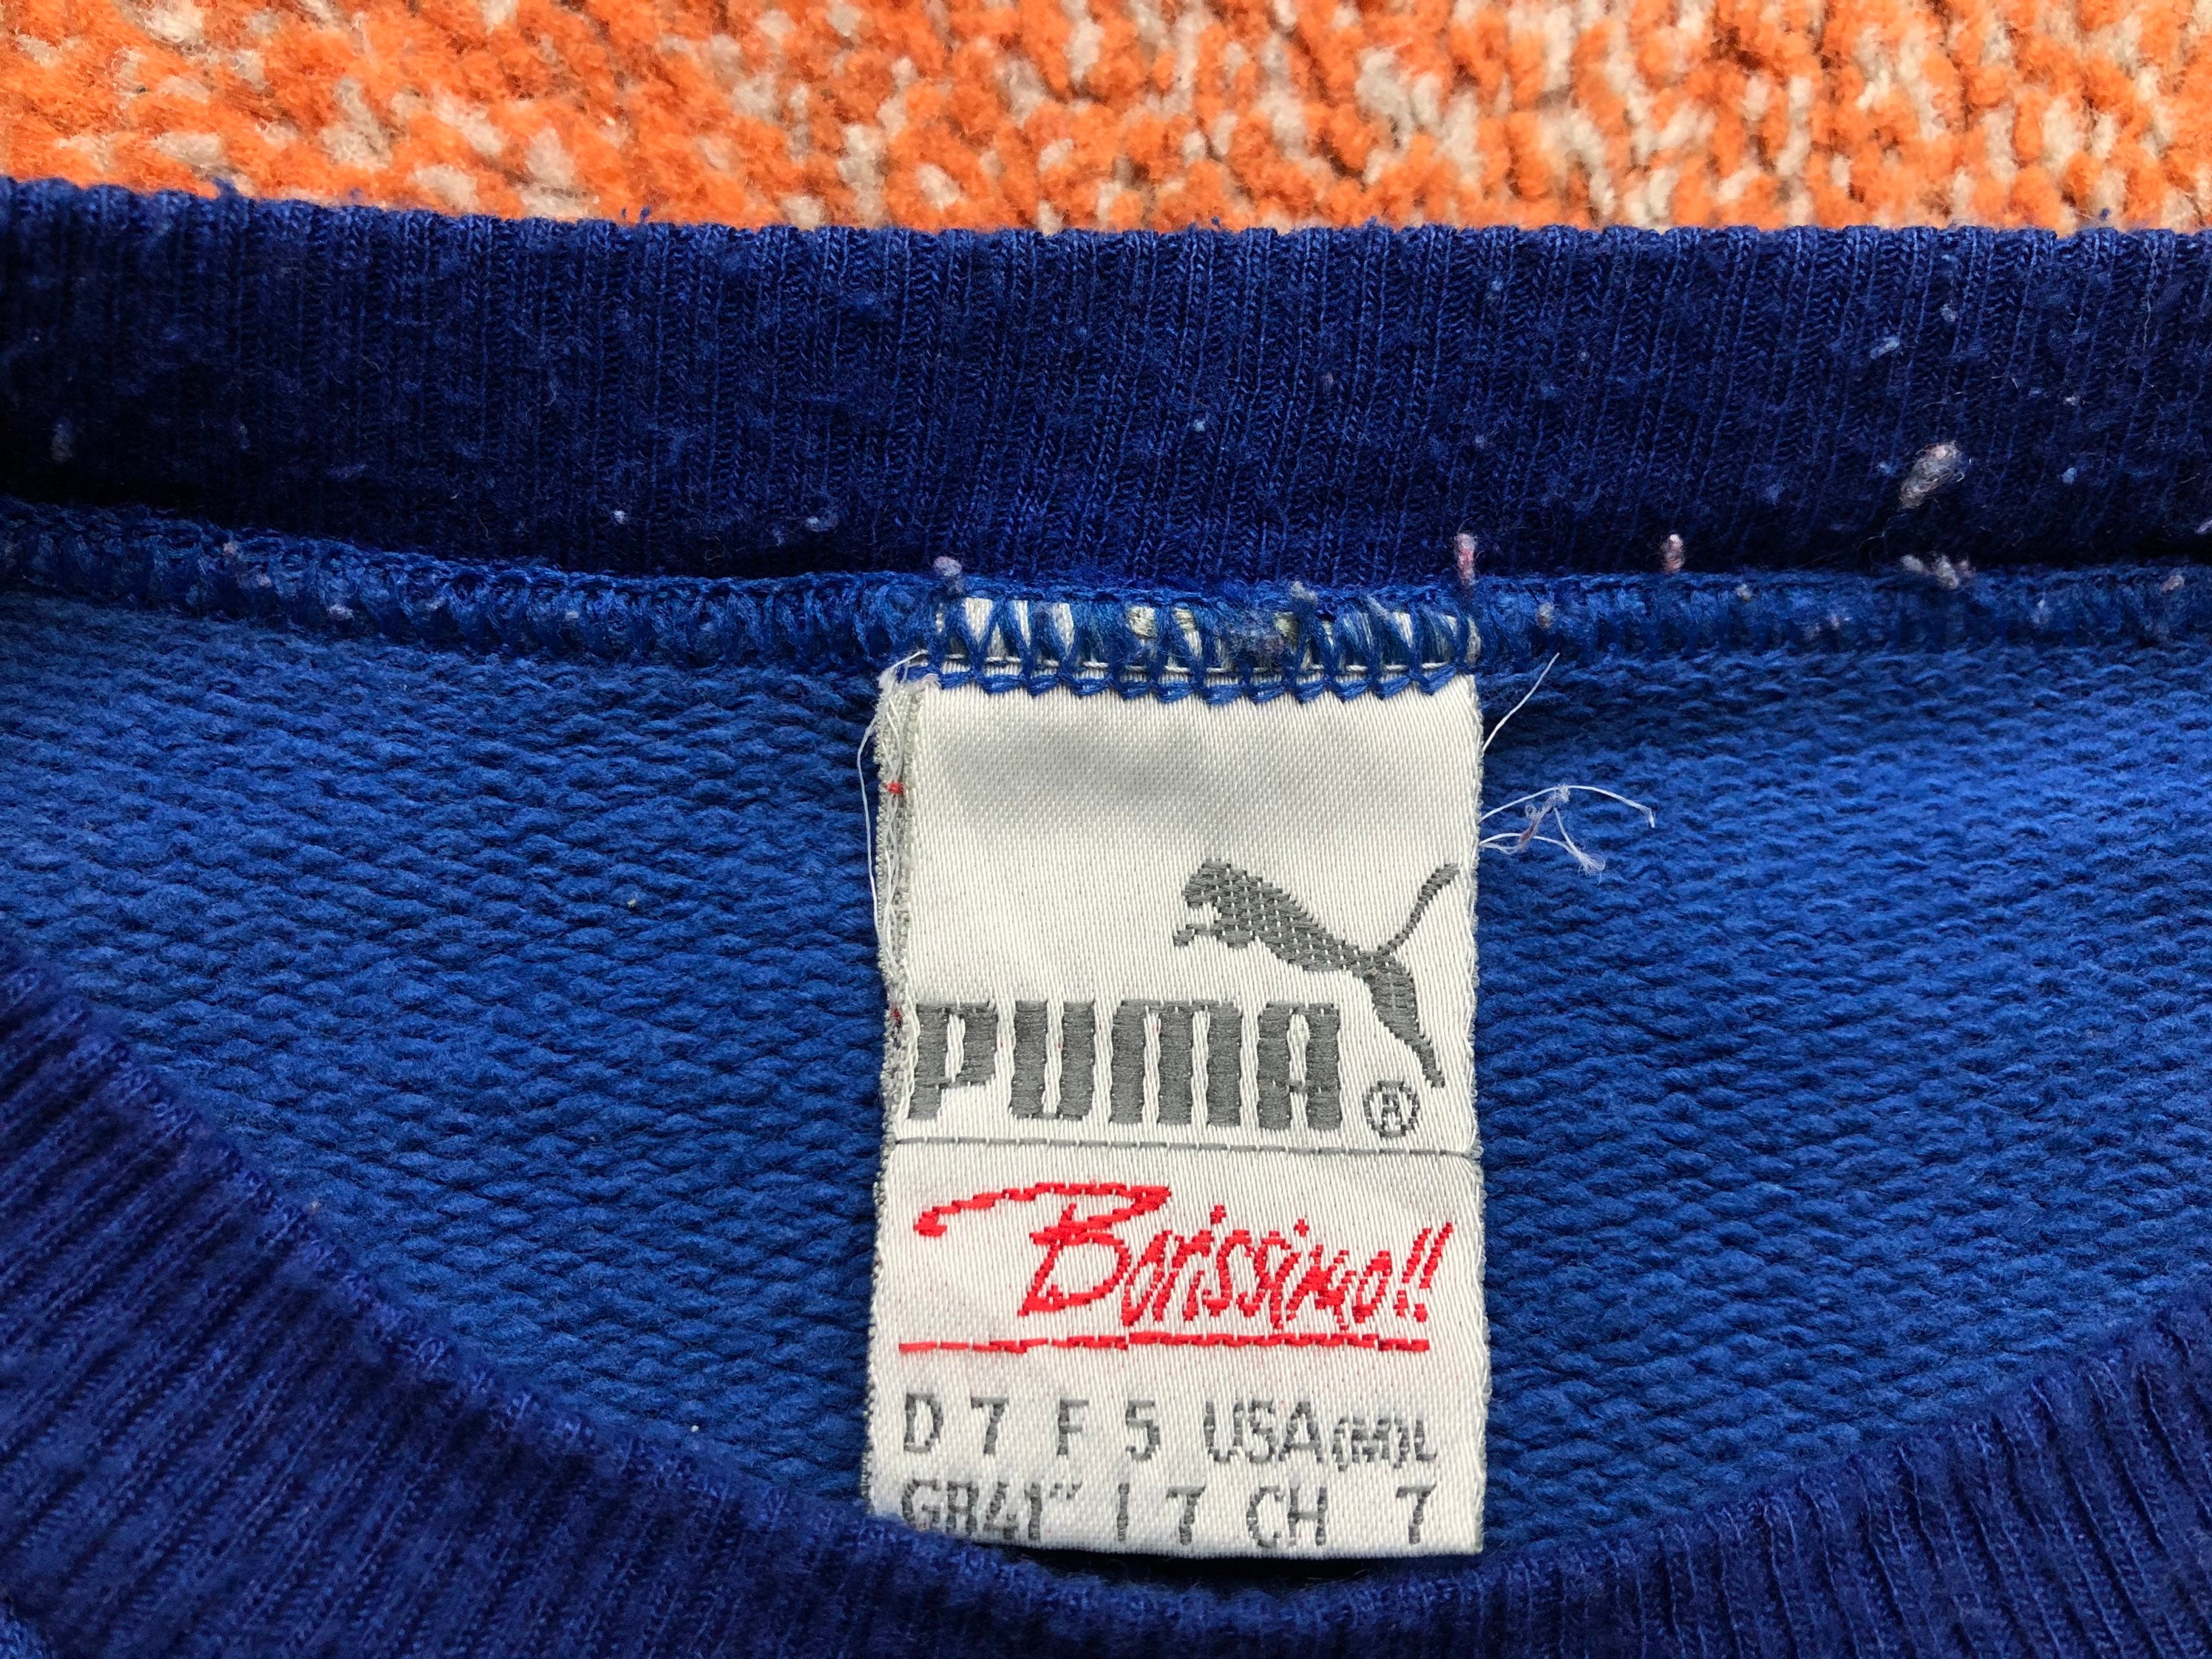 PUMA®
Borissimo!!
D 7 F 5 USA (M)L
GB41" I 7 CH 7